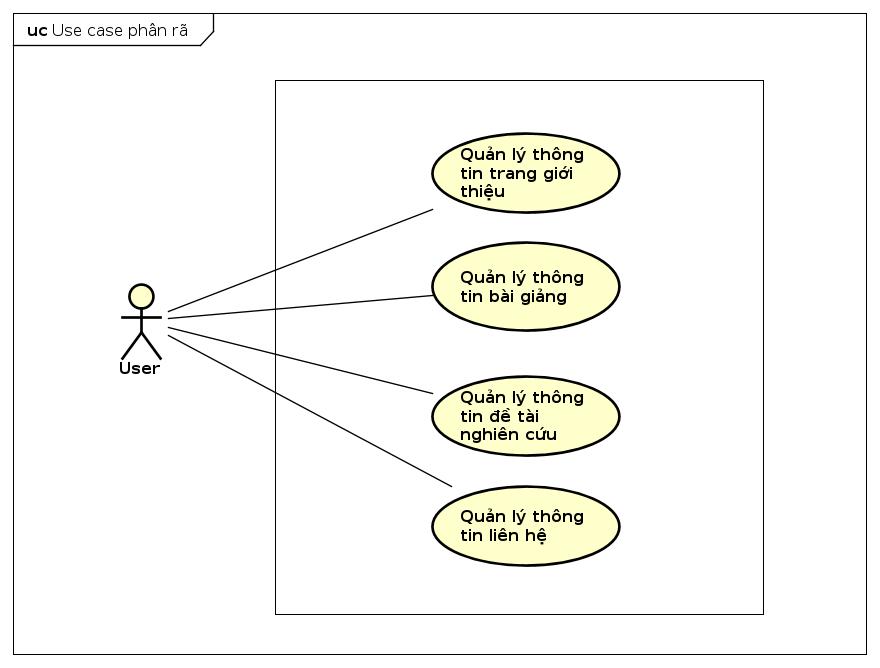 uc Use case phân rã
Quản lý thông
tin trang giới
thiệu
Quản lý thông
tin bài giảng
User
Quản lý thông
tin đề tài
nghiên cứu
Quản lý thông
tin liên hệ